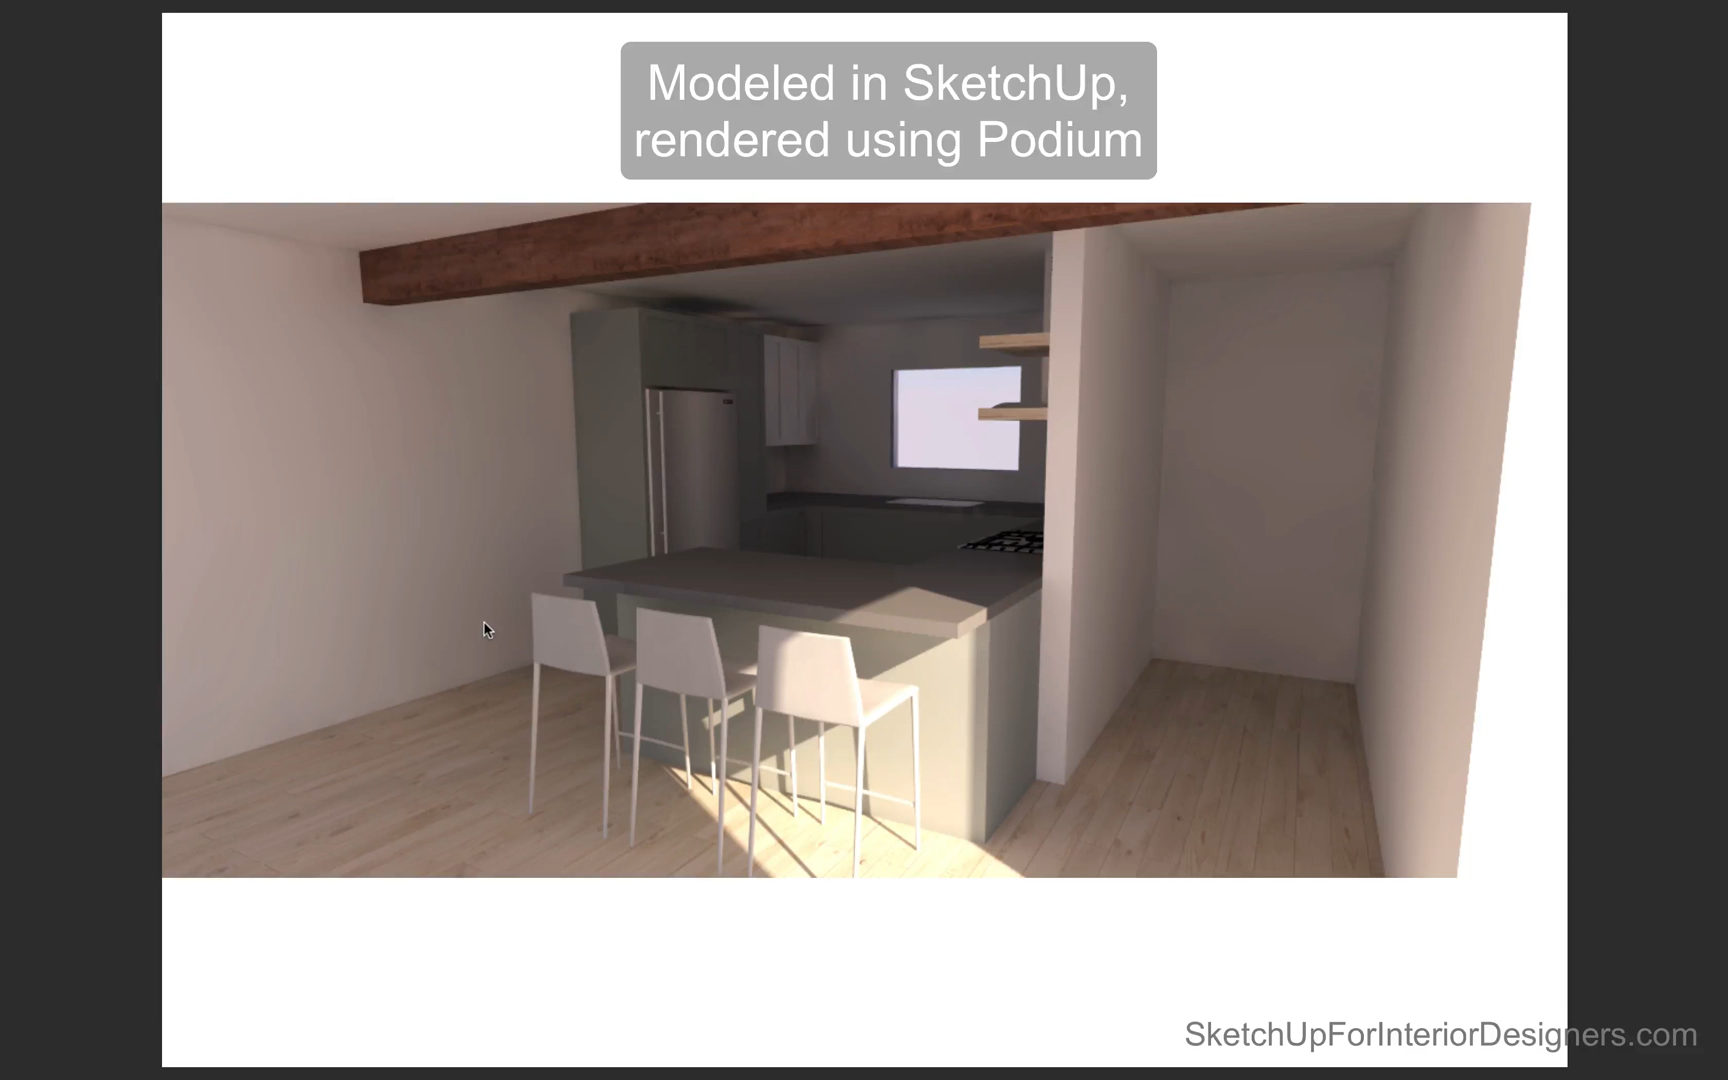 Modeled in SketchUp,
rendered using Podium
SketchUpForInteriorDesigners.com